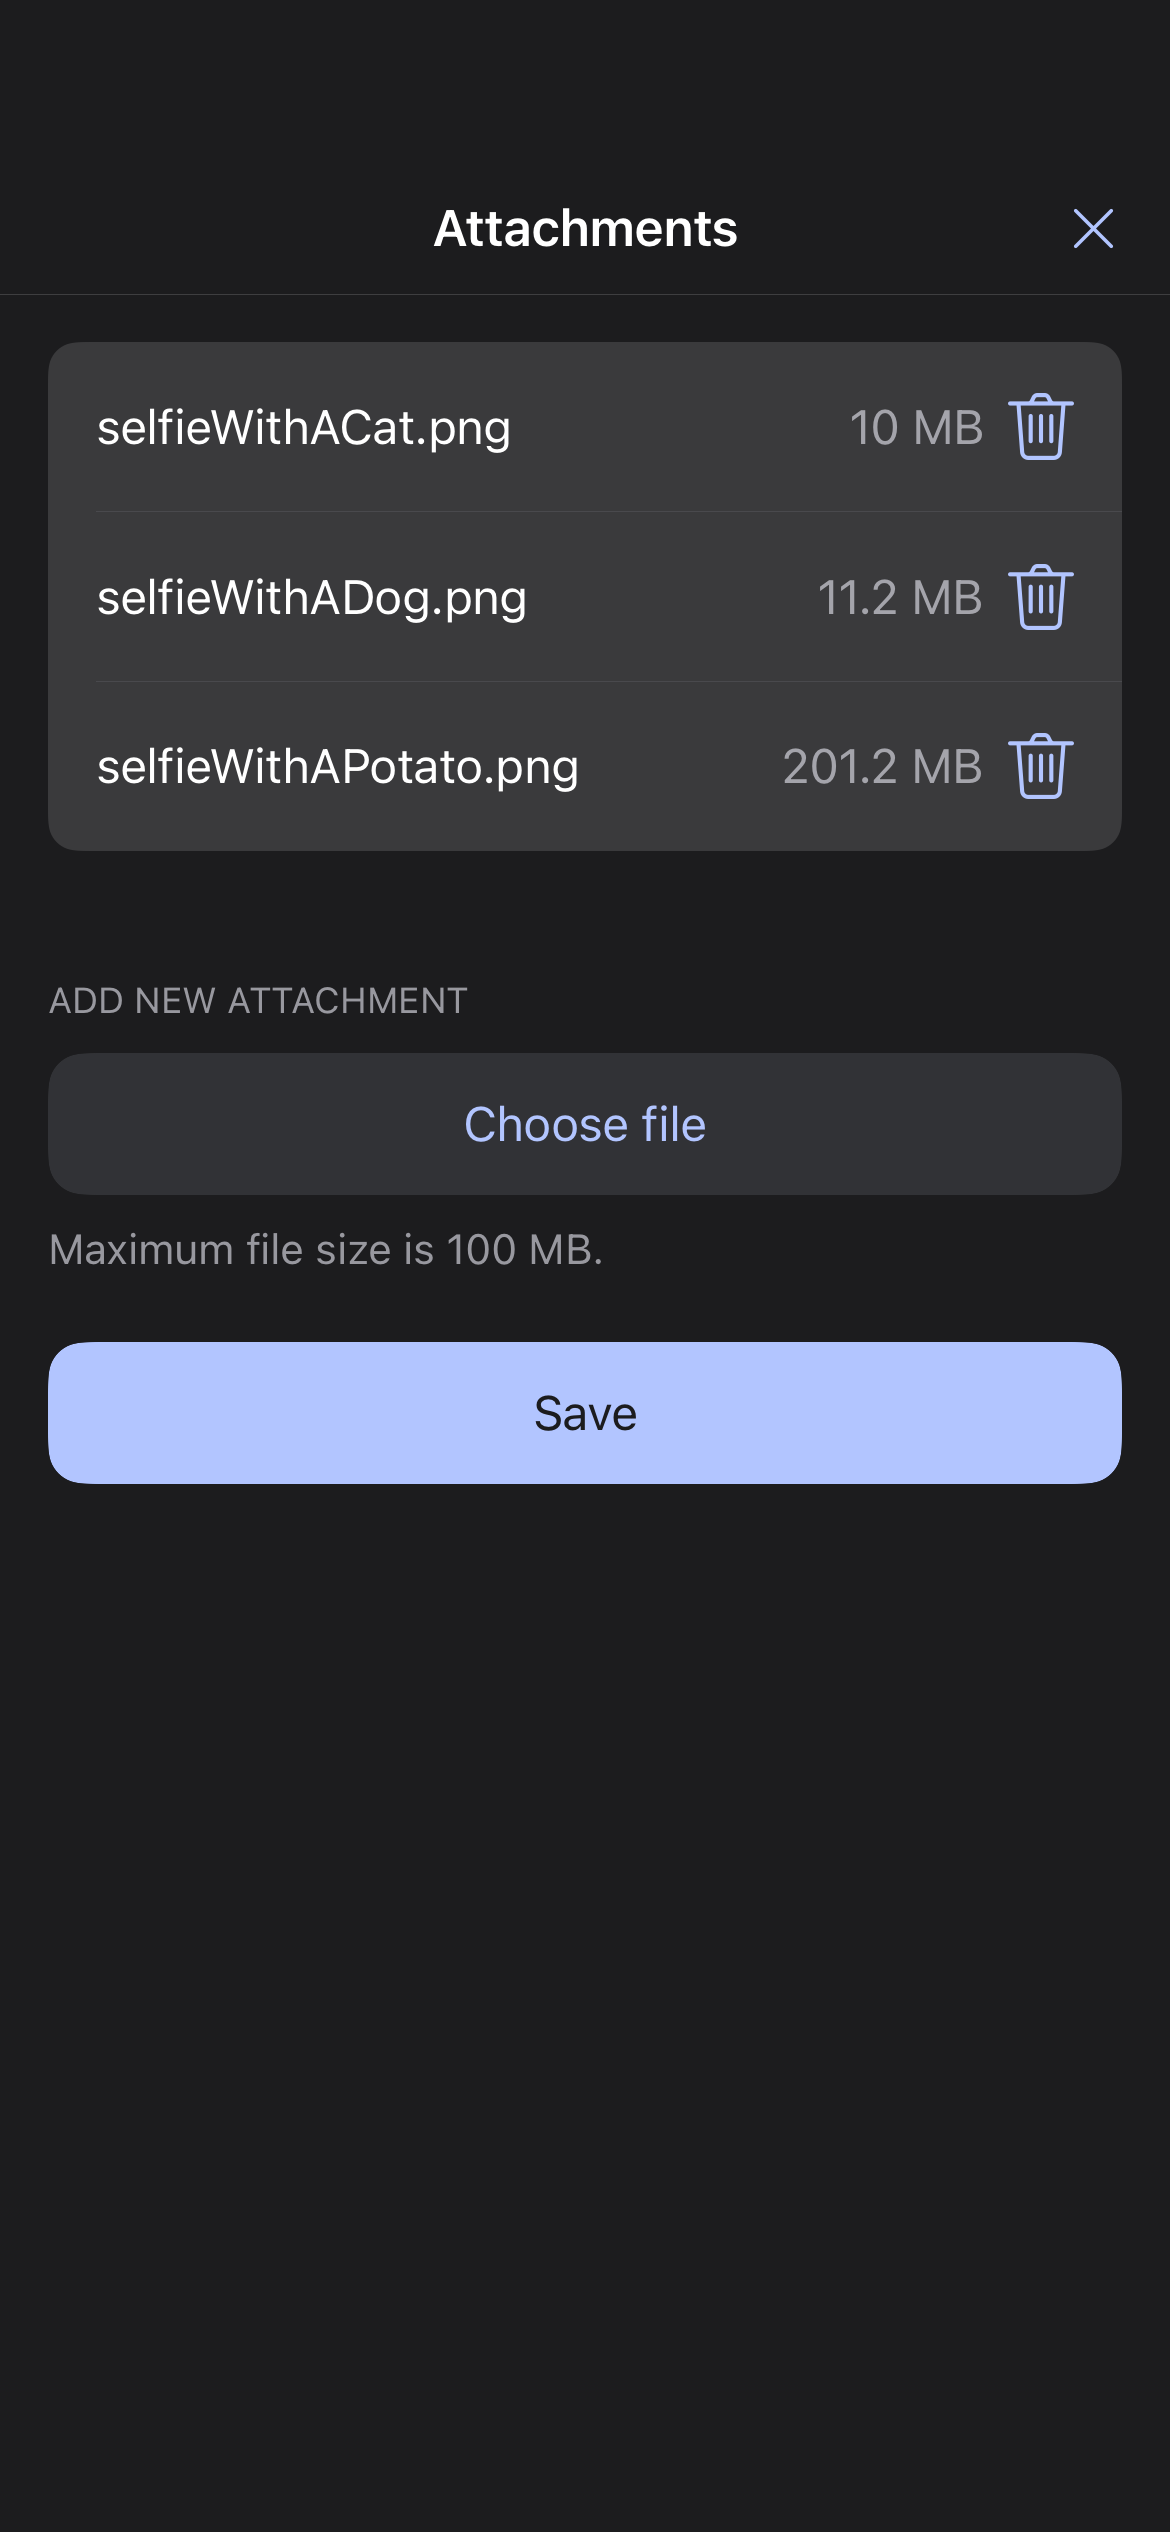 Attachments
selfieWithACat.png 10 MB
selfieWithADog.png 11.2 MB
selfieWithAPotato.png 201.2 MB
ADD NEW ATTACHMENT
Choose file
Maximum file size is 100 MB.
Save